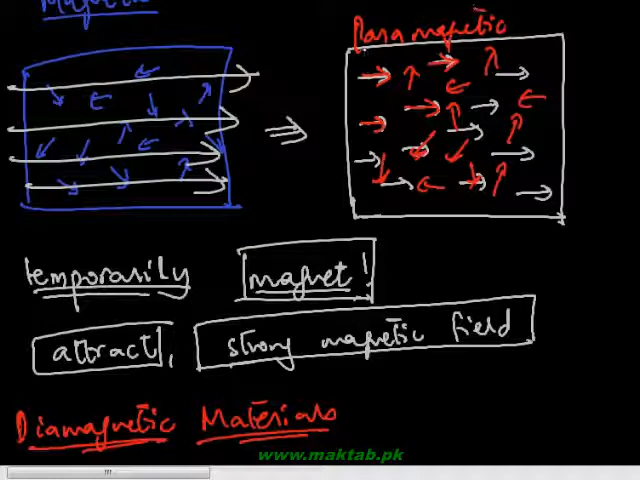 Paramagnetic
temporarily magnet!
attract, strong magnetic field
Diamagnetic Materials
www.maktab.pk